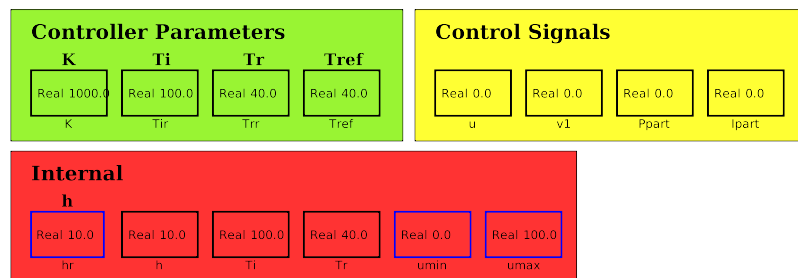 Controller Parameters
K Ti Tr Tref
Real 1000.0 Real 100.0 Real 40.0 Real 40.0
K Tir Trr Tref
Control Signals
Real 0.0 Real 0.0 Real 0.0 Real 0.0
u v1 Ppart Ipart
Internal
h
Real 10.0 Real 10.0 Real 100.0 Real 40.0 Real 0.0 Real 100.0
hr h Ti Tr umin umax